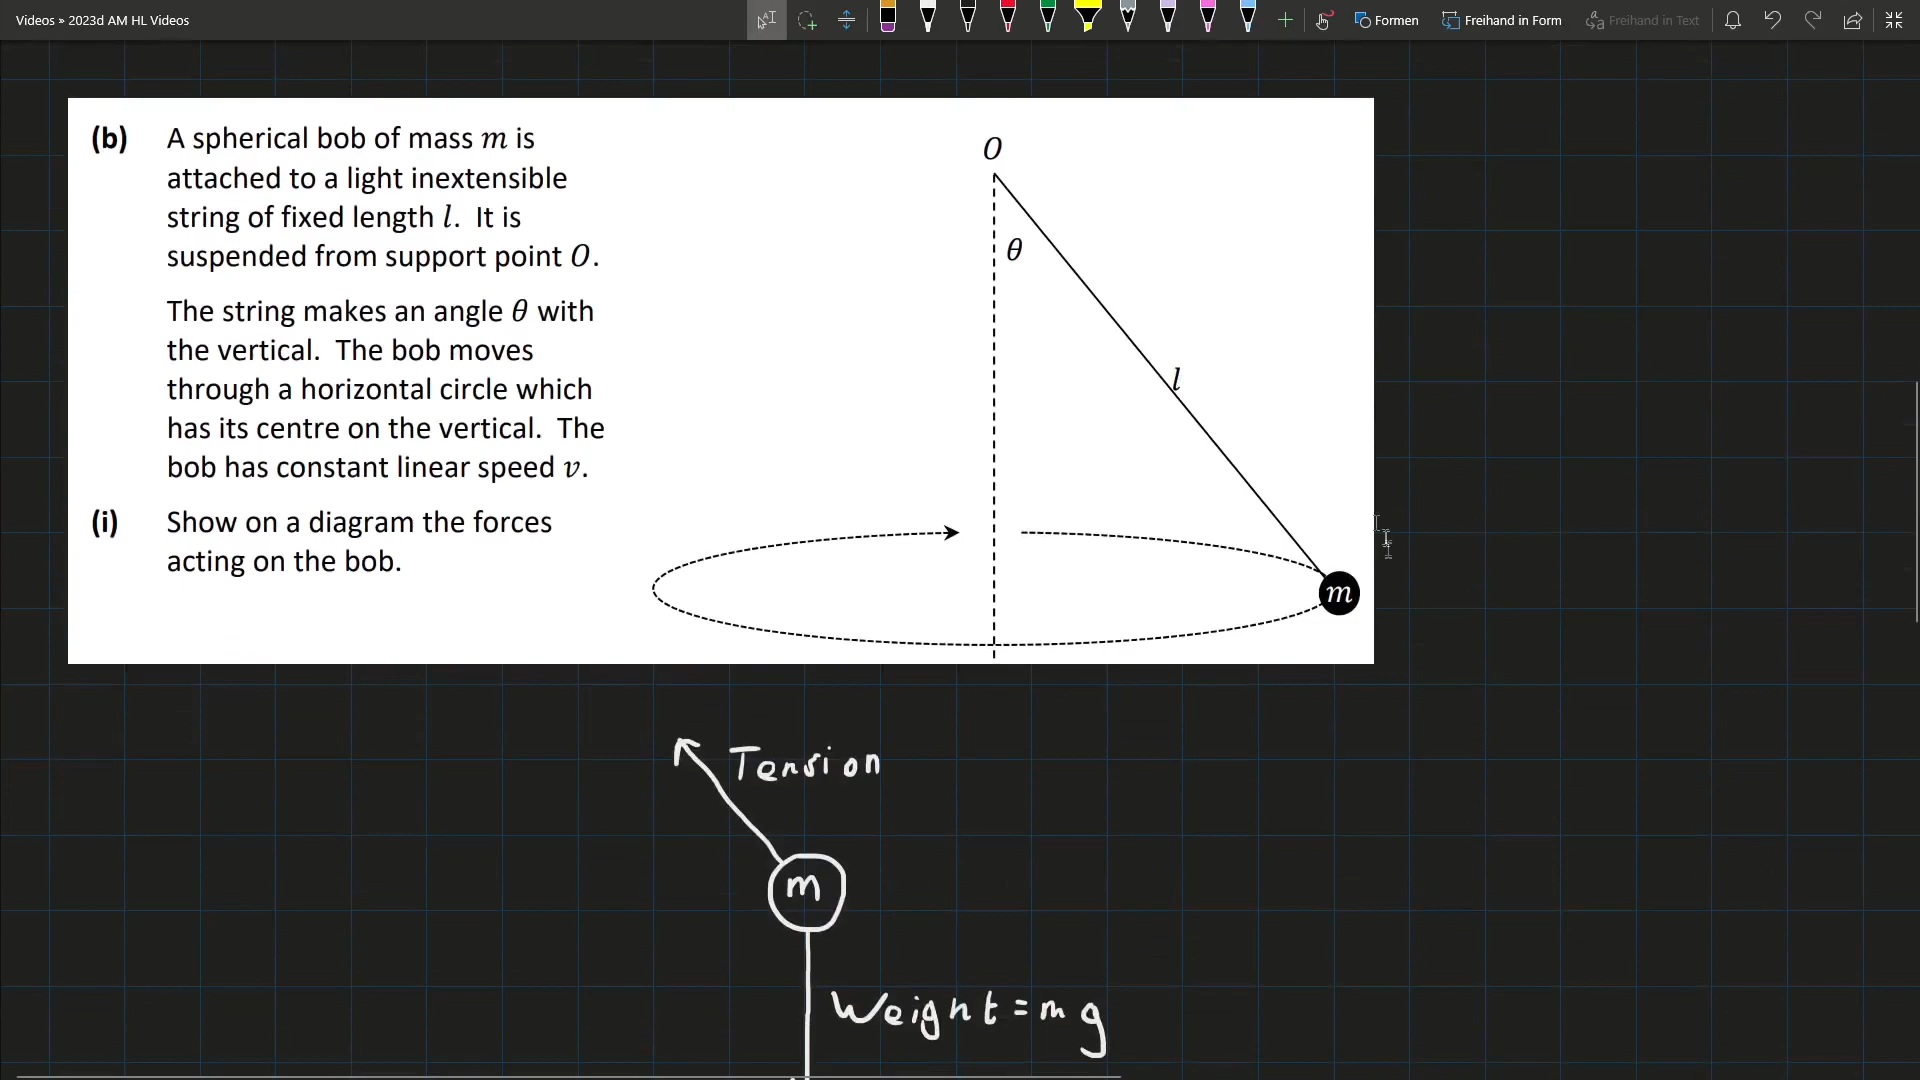 Videos » 2023d AM HL Videos
Formen
Freihand in Form
Freihand in Text
(b) A spherical bob of mass m is
attached to a light inextensible
string of fixed length l. It is
suspended from support point O.
The string makes an angle θ with
the vertical. The bob moves
through a horizontal circle which
has its centre on the vertical. The
bob has constant linear speed v.
(i) Show on a diagram the forces
acting on the bob.
O
θ
l
m
Tension
m
Weight = mg